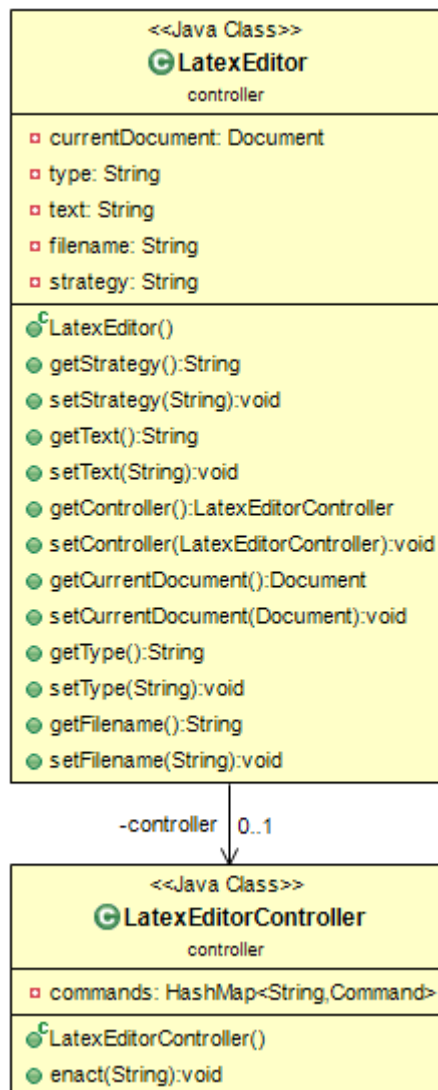 <<Java Class>>
LatexEditor
controller
currentDocument: Document
type: String
text: String
filename: String
strategy: String
LatexEditor()
getStrategy():String
setStrategy(String):void
getText():String
setText(String):void
getController():LatexEditorController
setController(LatexEditorController):void
getCurrentDocument():Document
setCurrentDocument(Document):void
getType():String
setType(String):void
getFilename():String
setFilename(String):void
-controller 0..1
<<Java Class>>
LatexEditorController
controller
commands: HashMap<String,Command>
LatexEditorController()
enact(String):void